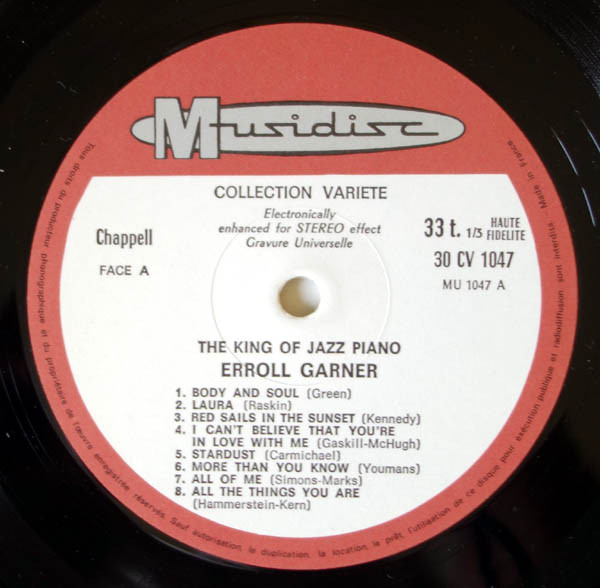 Musidisc
COLLECTION VARIETE
Electronically
enhanced for STEREO effect
Gravure Universelle
Chappell
FACE A
33 t. 1/3 HAUTE
FIDELITE
30 CV 1047
MU 1047 A
THE KING OF JAZZ PIANO
ERROLL GARNER
1. BODY AND SOUL (Green)
2. LAURA (Raskin)
3. RED SAILS IN THE SUNSET (Kennedy)
4. I CAN'T BELIEVE THAT YOU'RE
IN LOVE WITH ME (Gaskill-McHugh)
5. STARDUST (Carmichael)
6. MORE THAN YOU KNOW (Youmans)
7. ALL OF ME (Simons-Marks)
8. ALL THE THINGS YOU ARE
(Hammerstein-Kern)
Tous droits du producteur phonographique et du propriétaire de l'œuvre enregistrée réservés. Sauf autorisation, la duplication, la location, le prêt, l'utilisation de ce disque pour exécution publique et radiodiffusion sont interdits. Made in France.